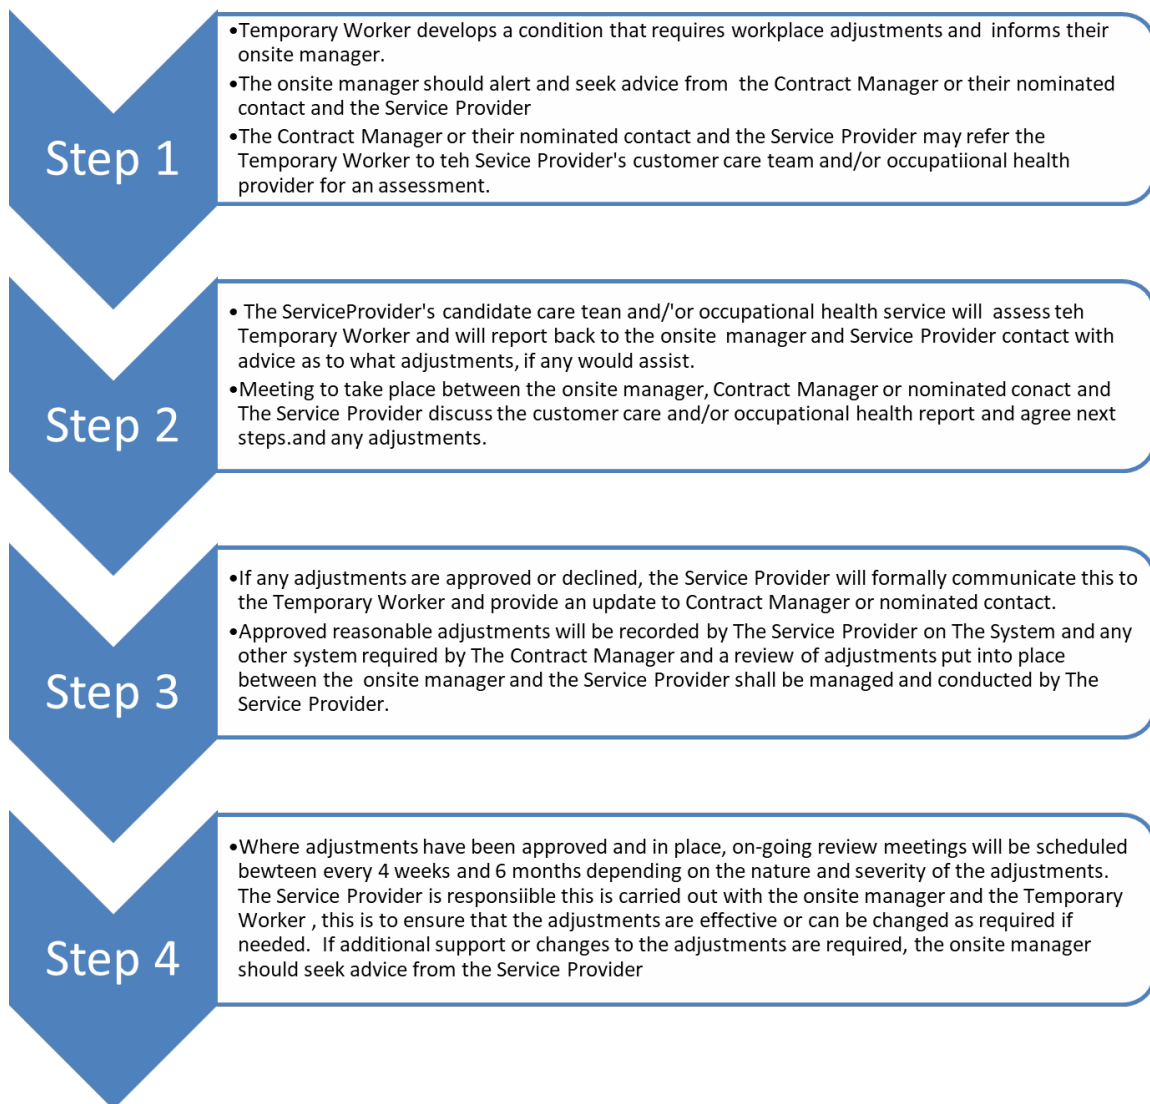 Step 1
•Temporary Worker develops a condition that requires workplace adjustments and  informs their
onsite manager.
•The onsite manager should alert and seek advice from  the Contract Manager or their nominated
contact and the Service Provider
•The Contract Manager or their nominated contact and the Service Provider may refer the
Temporary Worker to teh Sevice Provider's customer care team and/or occupatiional health
provider for an assessment.
Step 2
• The ServiceProvider's candidate care tean and/'or occupational health service will  assess teh
Temporary Worker and will report back to the onsite  manager and Service Provider contact with
advice as to what adjustments, if any would assist.
•Meeting to take place between the onsite manager, Contract Manager or nominated conact and
The Service Provider discuss the customer care and/or occupational health report and agree next
steps.and any adjustments.
Step 3
•If any adjustments are approved or declined, the Service Provider will formally communicate this to
the Temporary Worker and provide an update to Contract Manager or nominated contact.
•Approved reasonable adjustments will be recorded by The Service Provider on The System and any
other system required by The Contract Manager and a review of adjustments put into place
between the  onsite manager and the Service Provider shall be managed and conducted by The
Service Provider.
Step 4
•Where adjustments have been approved and in place, on-going review meetings will be scheduled
bewteen every 4 weeks and 6 months depending on the nature and severity of the adjustments.
The Service Provider is responsiible this is carried out with the onsite manager and the Temporary
Worker , this is to ensure that the adjustments are effective or can be changed as required if
needed.  If additional support or changes to the adjustments are required, the onsite manager
should seek advice from the Service Provider